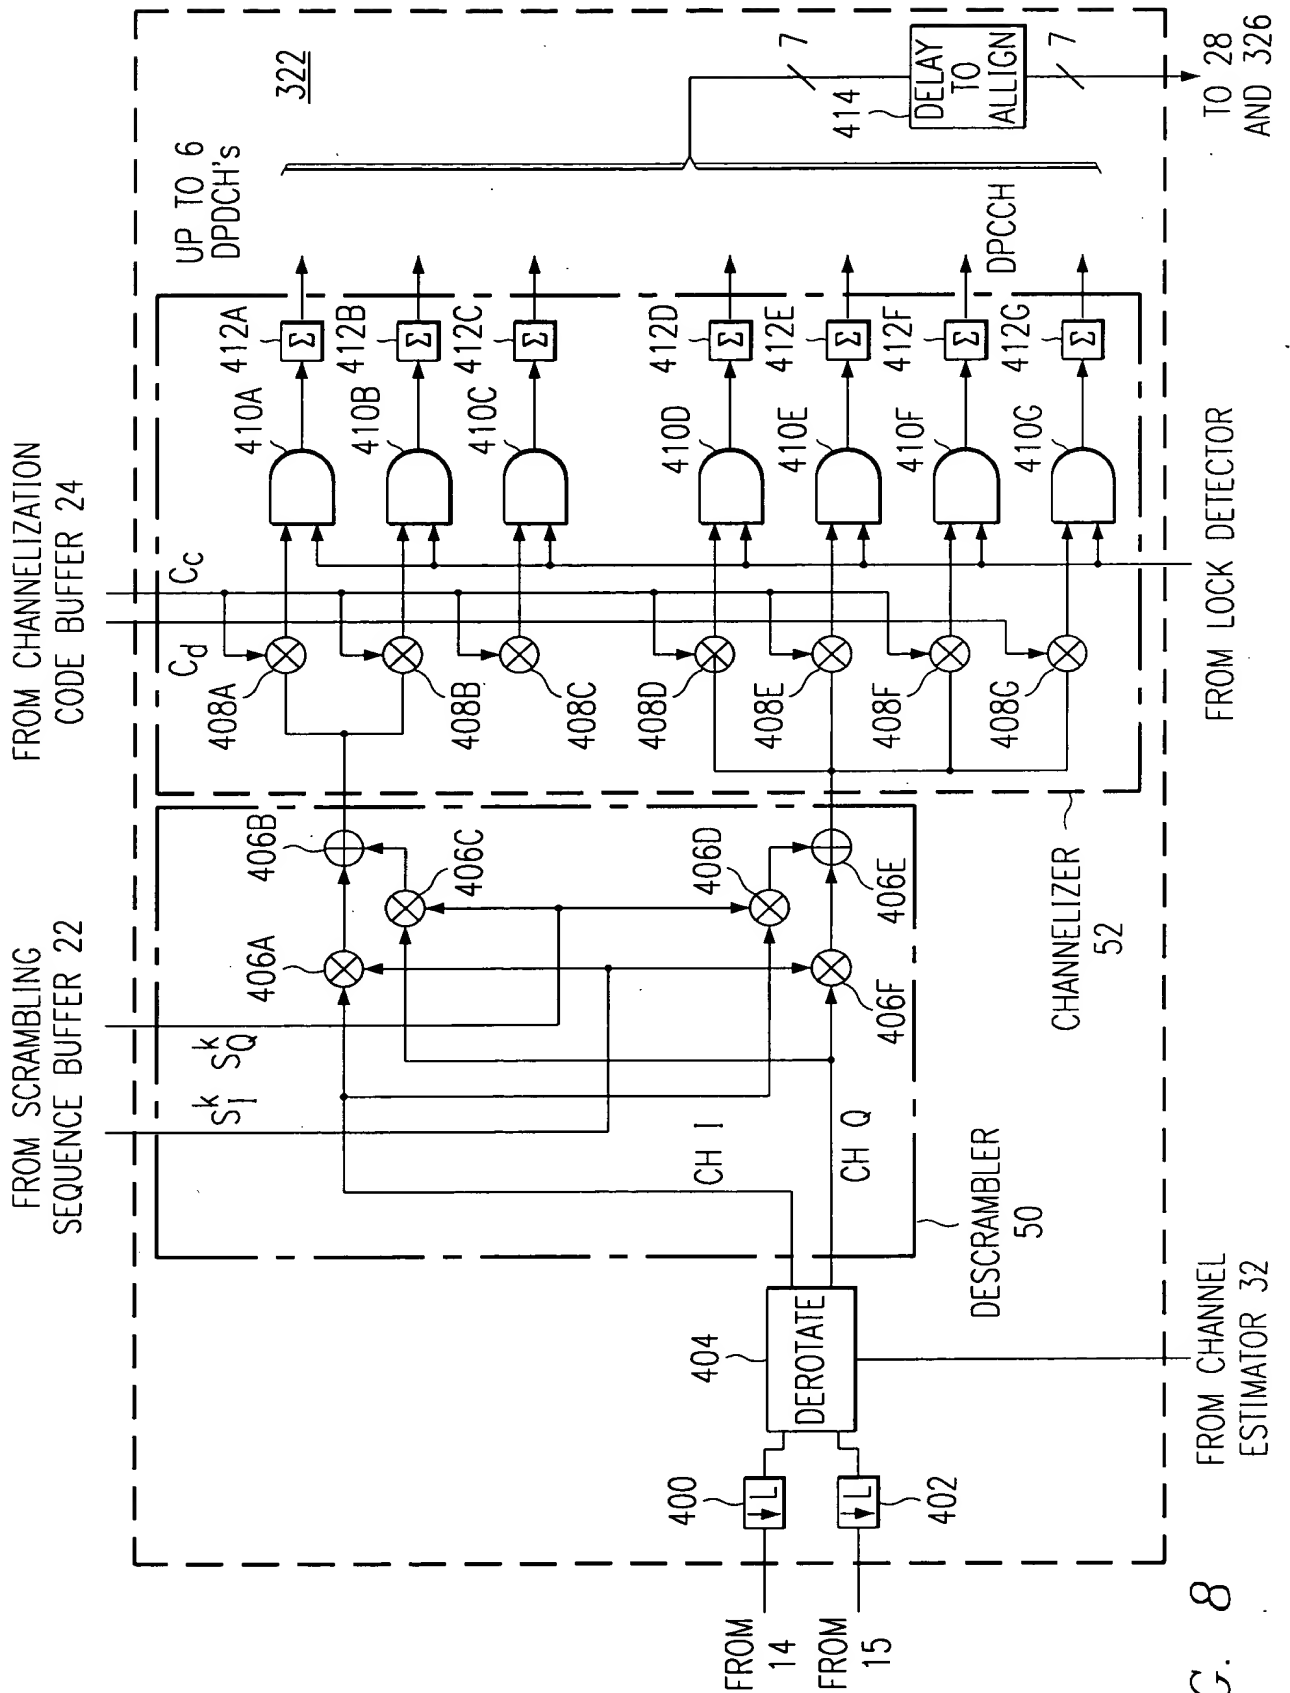 FROM SCRAMBLING
SEQUENCE BUFFER 22
FROM CHANNELIZATION
CODE BUFFER 24
322
UP TO 6
DPDCH's
S^k_I
S^k_Q
C_d
C_c
406A
406B
406C
406D
406E
406F
408A
408B
408C
408D
408E
408F
408G
410A
410B
410C
410D
410E
410F
410G
412A
Σ
412B
Σ
412C
Σ
412D
Σ
412E
Σ
412F
Σ
412G
Σ
DPCCH
7
414
DELAY
TO
ALLIGN
7
TO 28
AND 326
CH I
CH Q
FROM
14
FROM
15
400
↓L
402
↓L
404
DEROTATE
DESCRAMBLER
50
CHANNELIZER
52
FROM CHANNEL
ESTIMATOR 32
FROM LOCK DETECTOR
G. 8